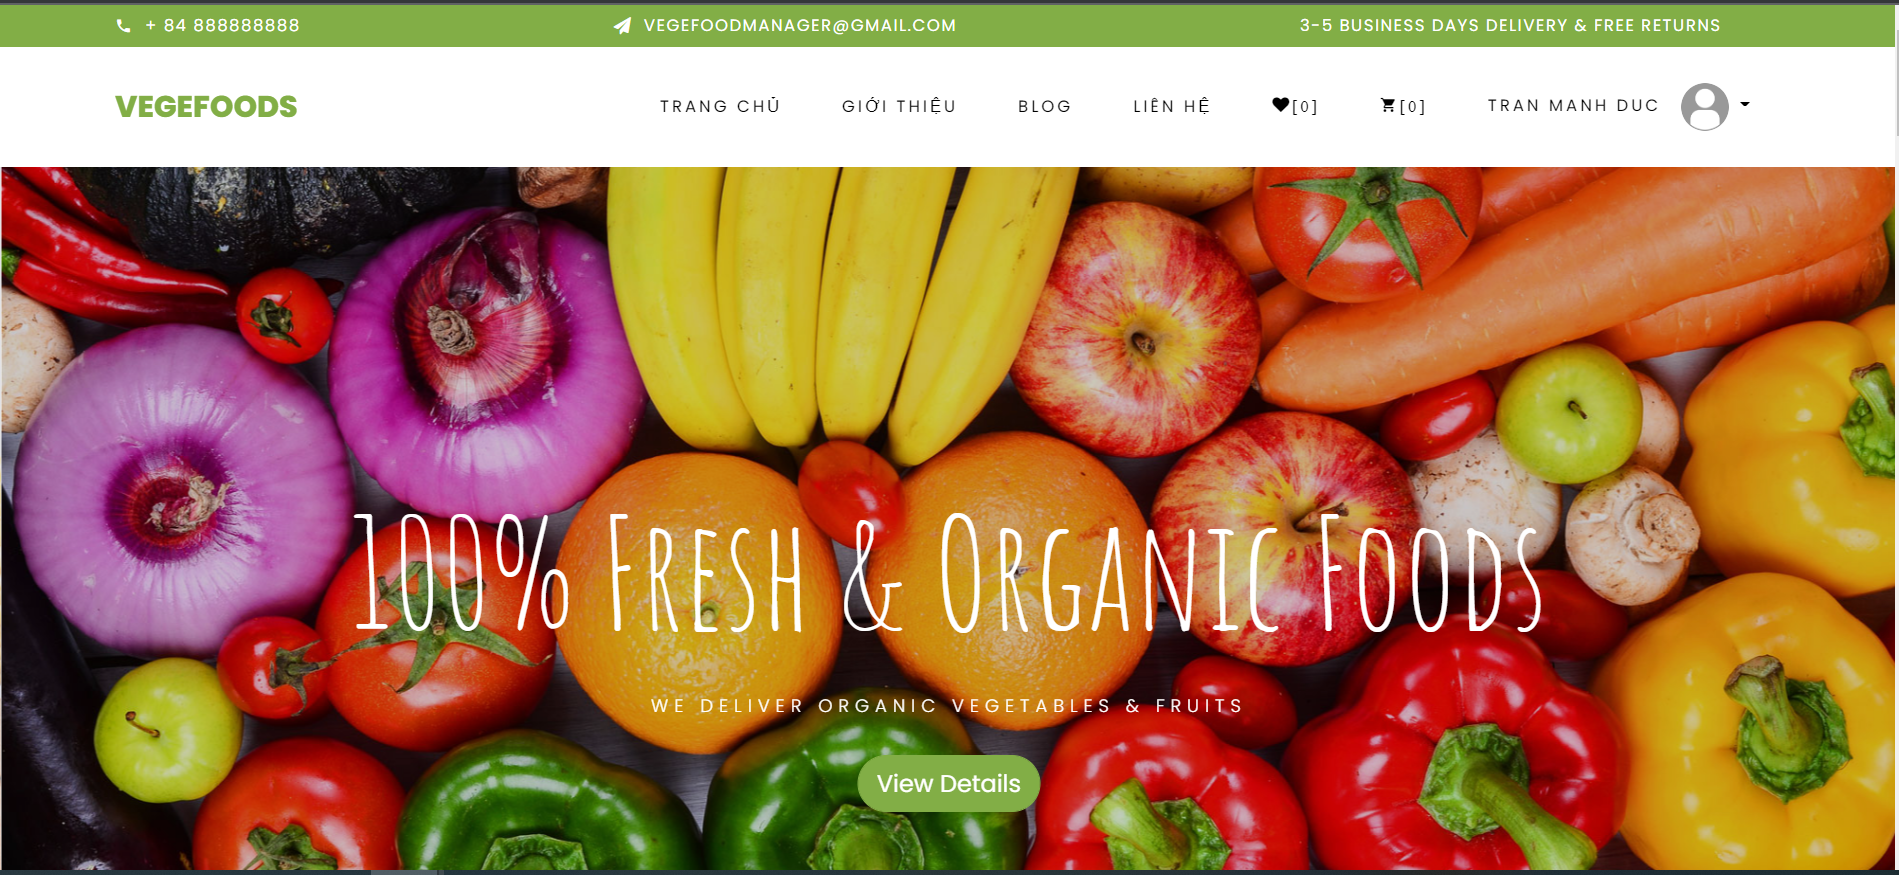 + 84 888888888
VEGEFOODMANAGER@GMAIL.COM
3-5 BUSINESS DAYS DELIVERY & FREE RETURNS
VEGEFOODS
TRANG CHỦ
GIỚI THIỆU
BLOG
LIÊN HỆ
[0]
[0]
TRAN MANH DUC
100% Fresh & Organic Foods
WE DELIVER ORGANIC VEGETABLES & FRUITS
View Details